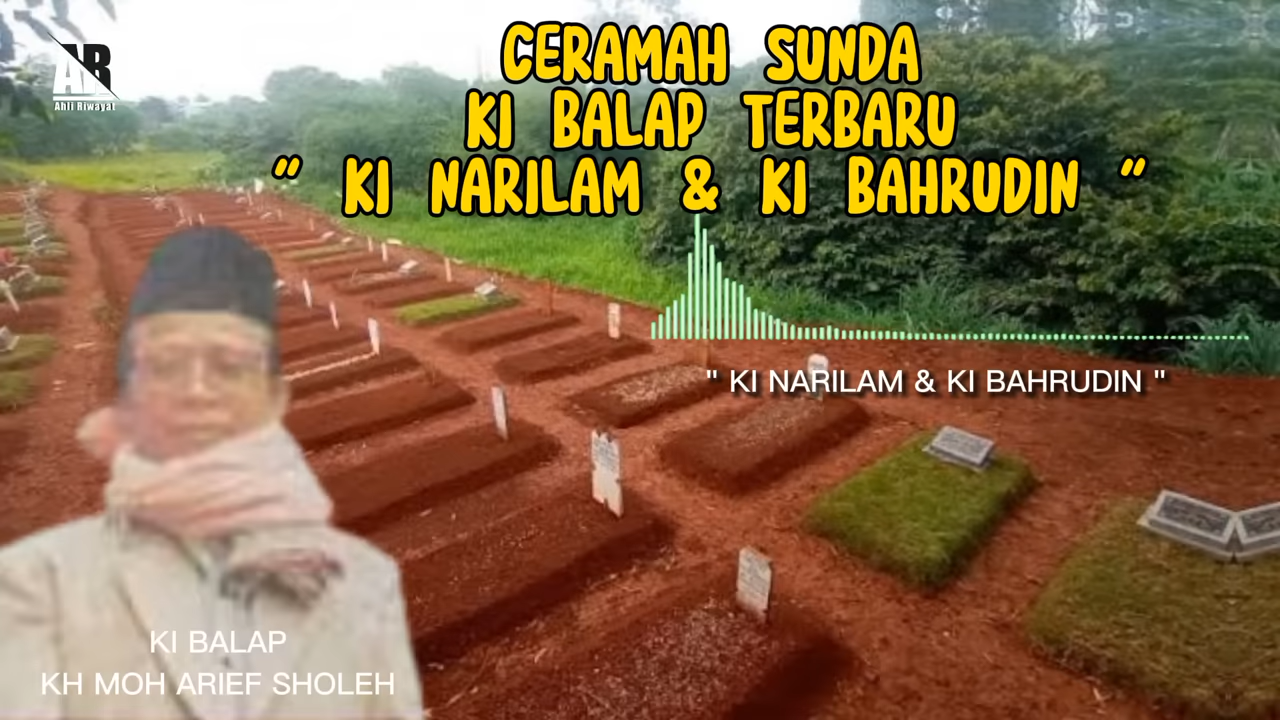 AR
Ahli Riwayat
CERAMAH SUNDA
KI BALAP TERBARU
“ KI NARILAM & KI BAHRUDIN ”
" KI NARILAM & KI BAHRUDIN "
KI BALAP
KH MOH ARIEF SHOLEH